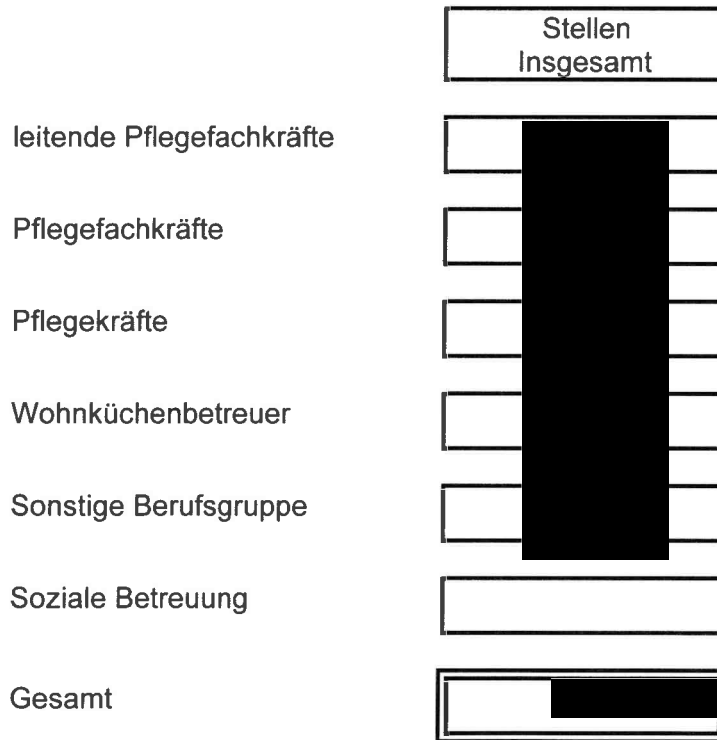 Stellen
Insgesamt
leitende Pflegefachkräfte
Pflegefachkräfte
Pflegekräfte
Wohnküchenbetreuer
Sonstige Berufsgruppe
Soziale Betreuung
Gesamt